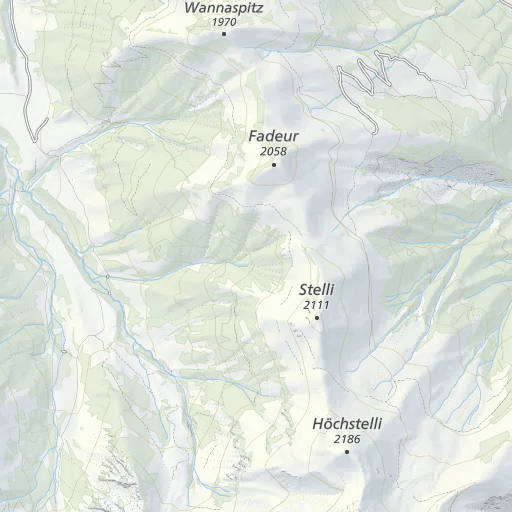 Wannaspitz
1970
Fadeur
2058
Stelli
2111
Höchstelli
2186